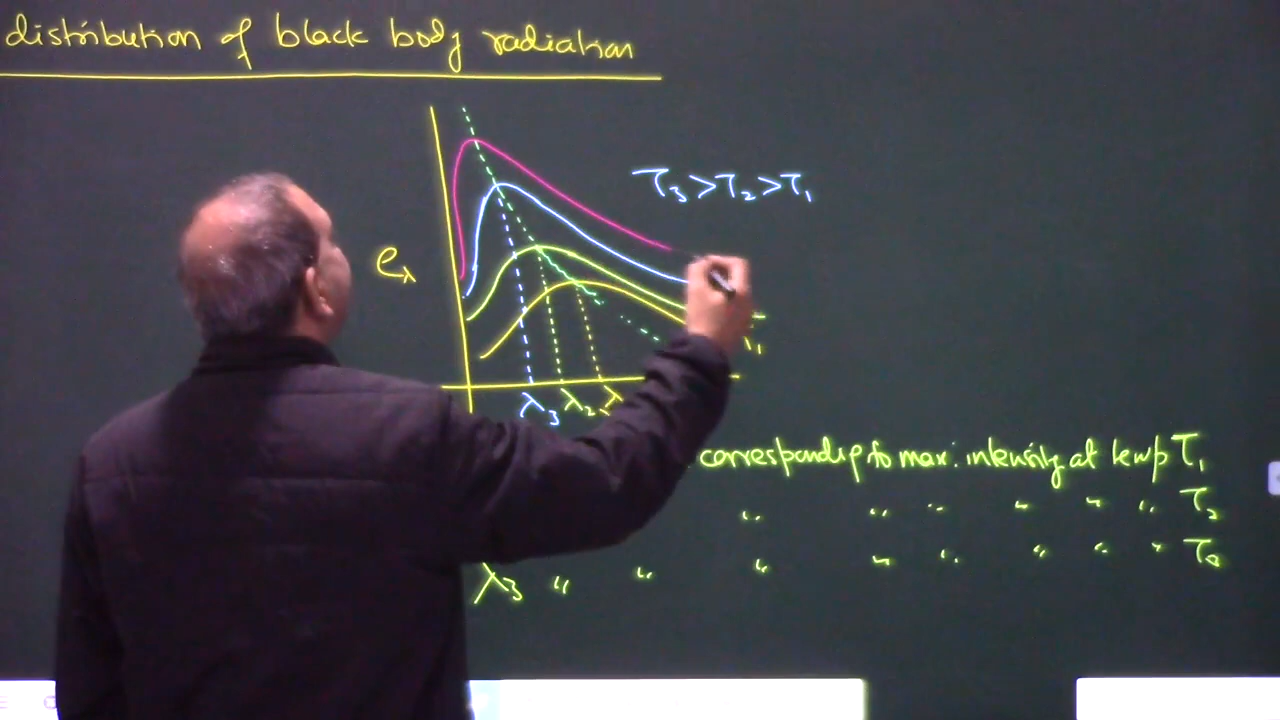 distribution of black body radiation
T₃>T₂>T₁
eλ
λ₃ λ₂ λ
corresponding to max. intensity at temp T₁
" " " " " " T₂
λ₃ " " " " " " " "